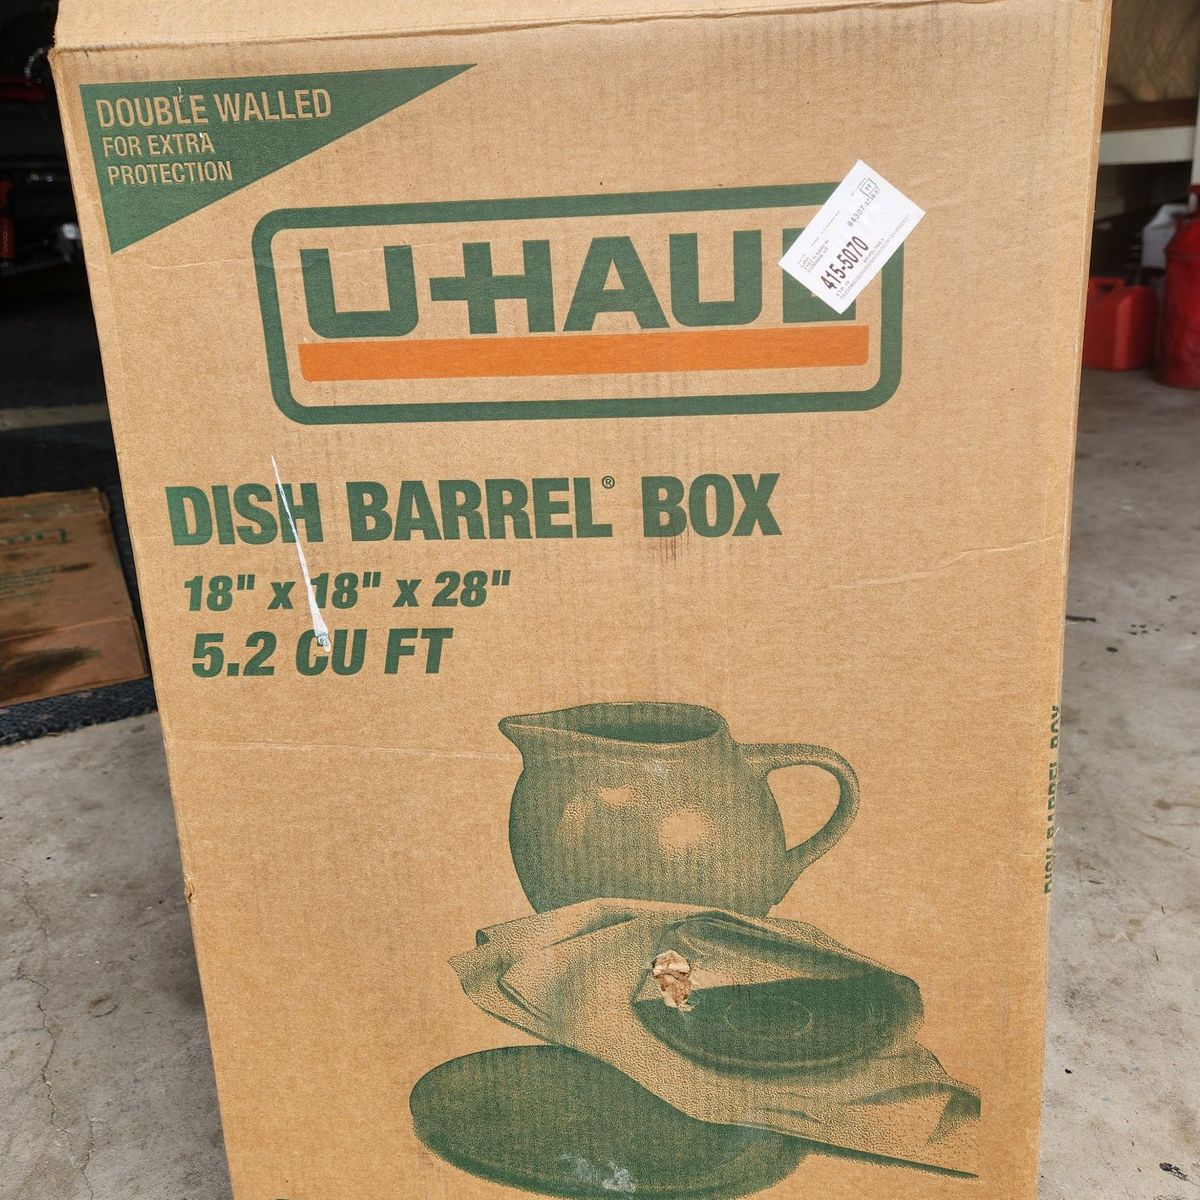 DOUBLE WALLED
FOR EXTRA
PROTECTION
U-HAUL
415-5070
DISH BARREL® BOX
18" x 18" x 28"
5.2 CU FT
DISH BARREL BOX